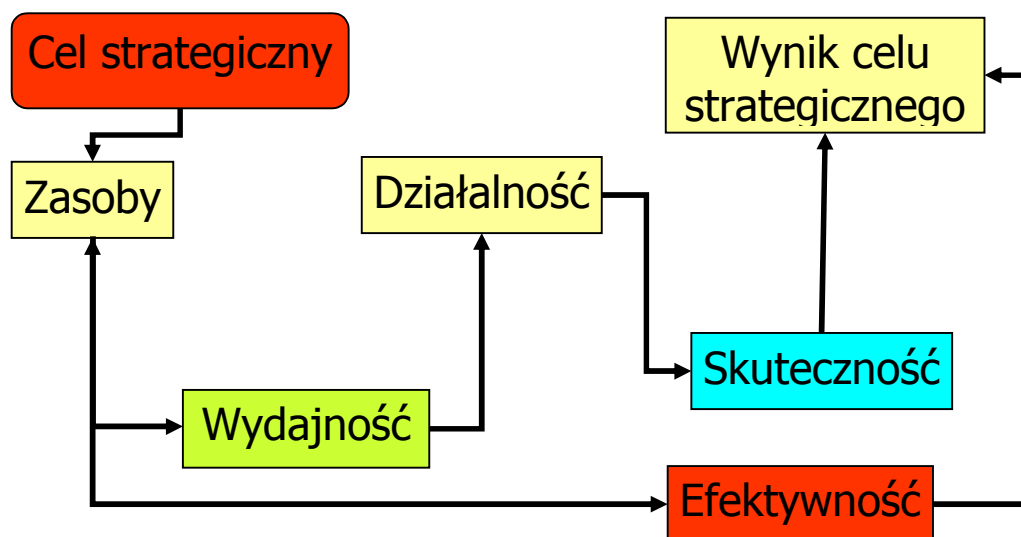 Cel strategiczny
Wynik celu
strategicznego
Zasoby
Działalność
Skuteczność
Wydajność
Efektywność